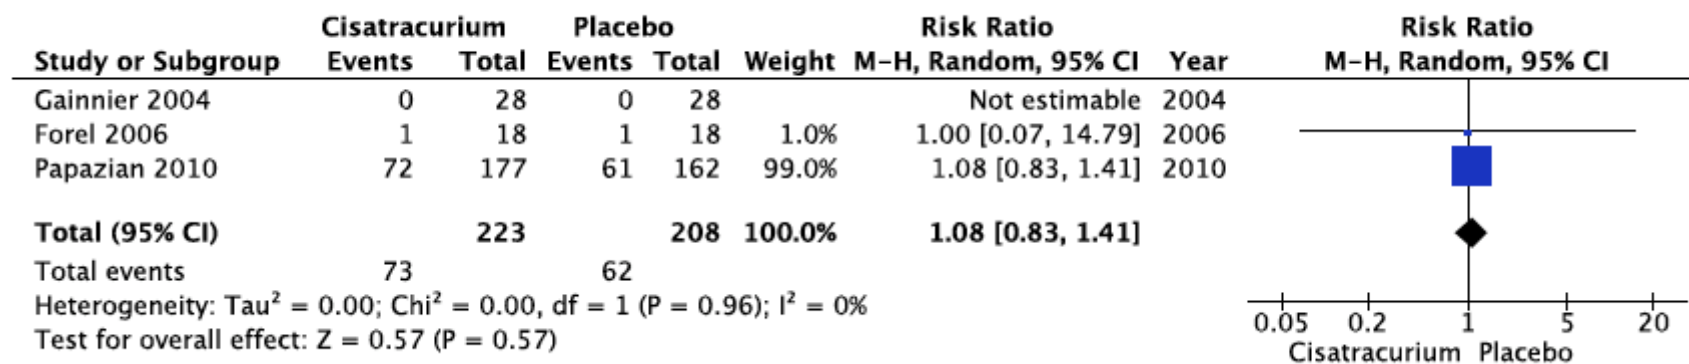 Cisatracurium Placebo Risk Ratio Risk Ratio
Study or Subgroup Events Total Events Total Weight M-H, Random, 95% CI Year M-H, Random, 95% CI
Gainnier 2004 0 28 0 28 Not estimable 2004
Forel 2006 1 18 1 18 1.0% 1.00 [0.07, 14.79] 2006
Papazian 2010 72 177 61 162 99.0% 1.08 [0.83, 1.41] 2010
Total (95% CI) 223 208 100.0% 1.08 [0.83, 1.41]
Total events 73 62
Heterogeneity: Tau² = 0.00; Chi² = 0.00, df = 1 (P = 0.96); I² = 0%
Test for overall effect: Z = 0.57 (P = 0.57)
0.05 0.2 1 5 20
Cisatracurium Placebo